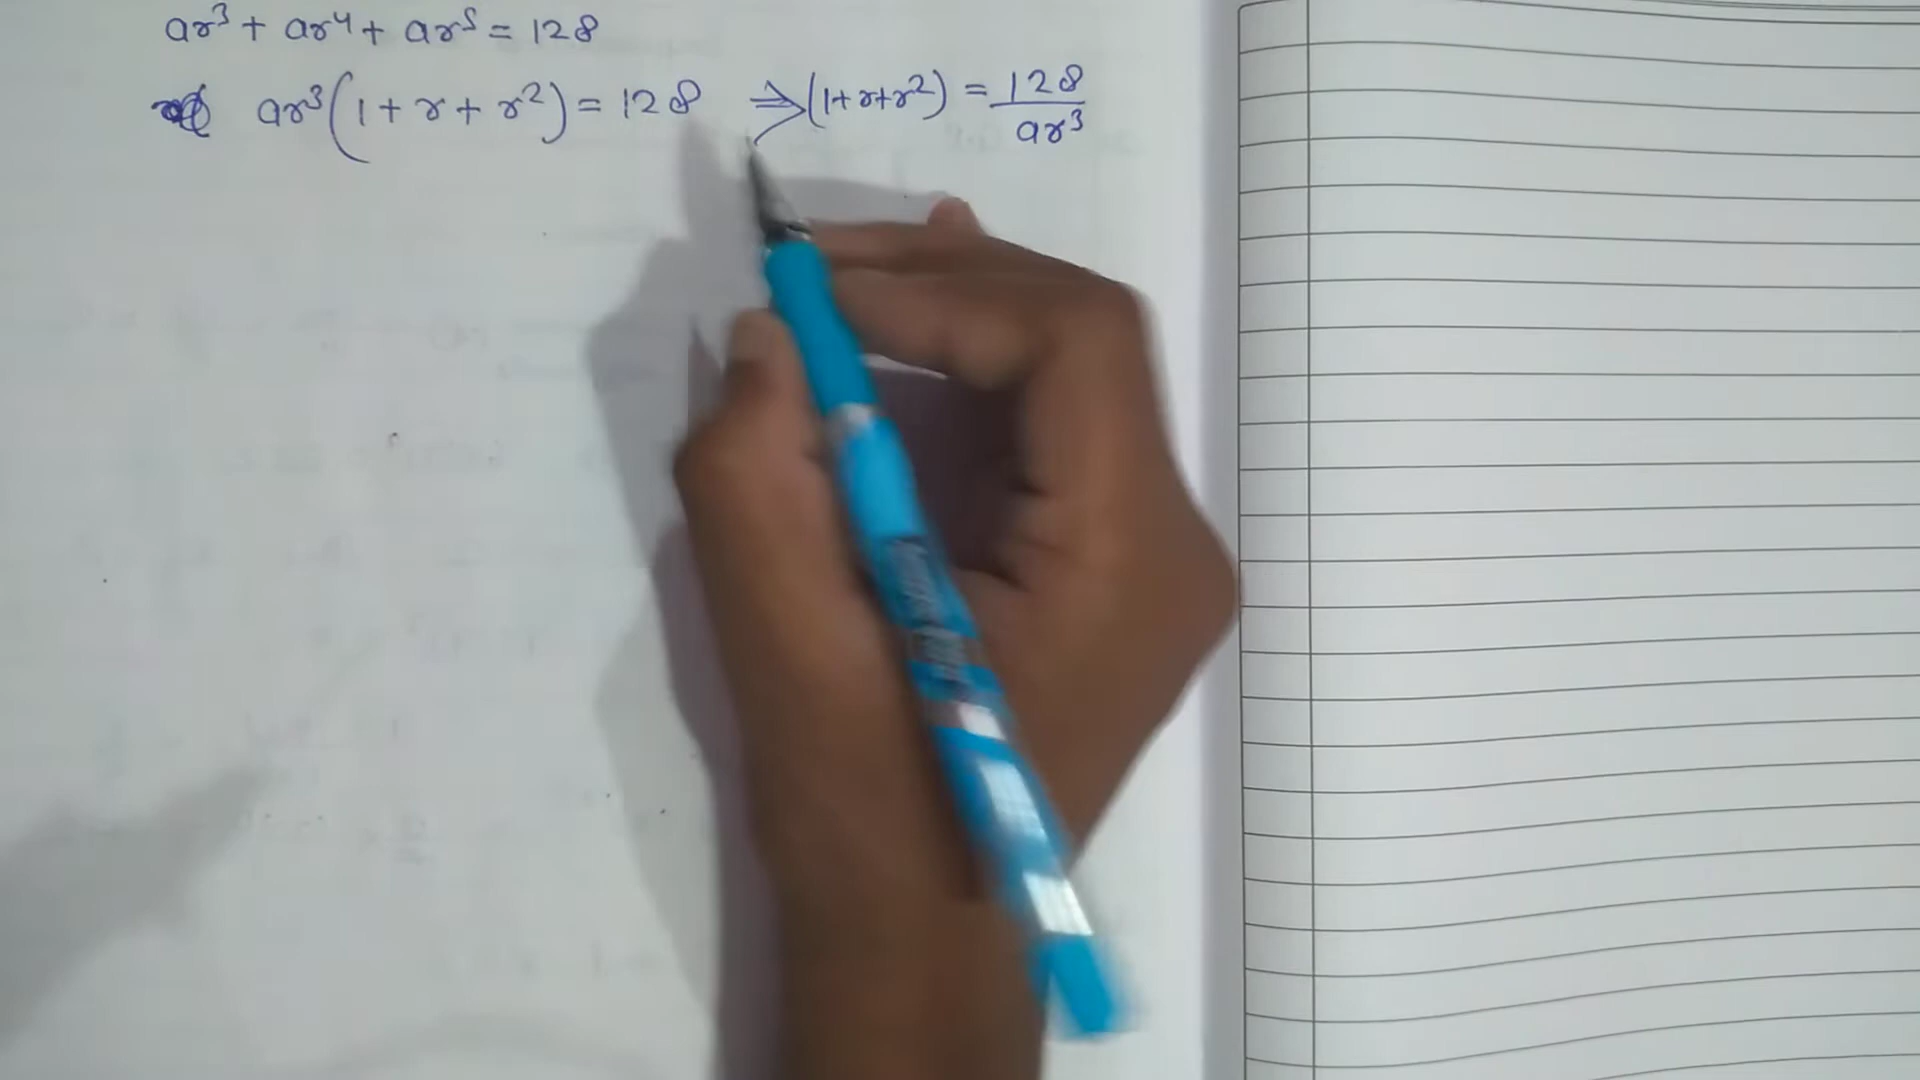 ar³ + ar⁴ + ar⁵ = 128
ar³(1 + r + r²) = 128 ⇒ (1+r+r²) = 128/ar³